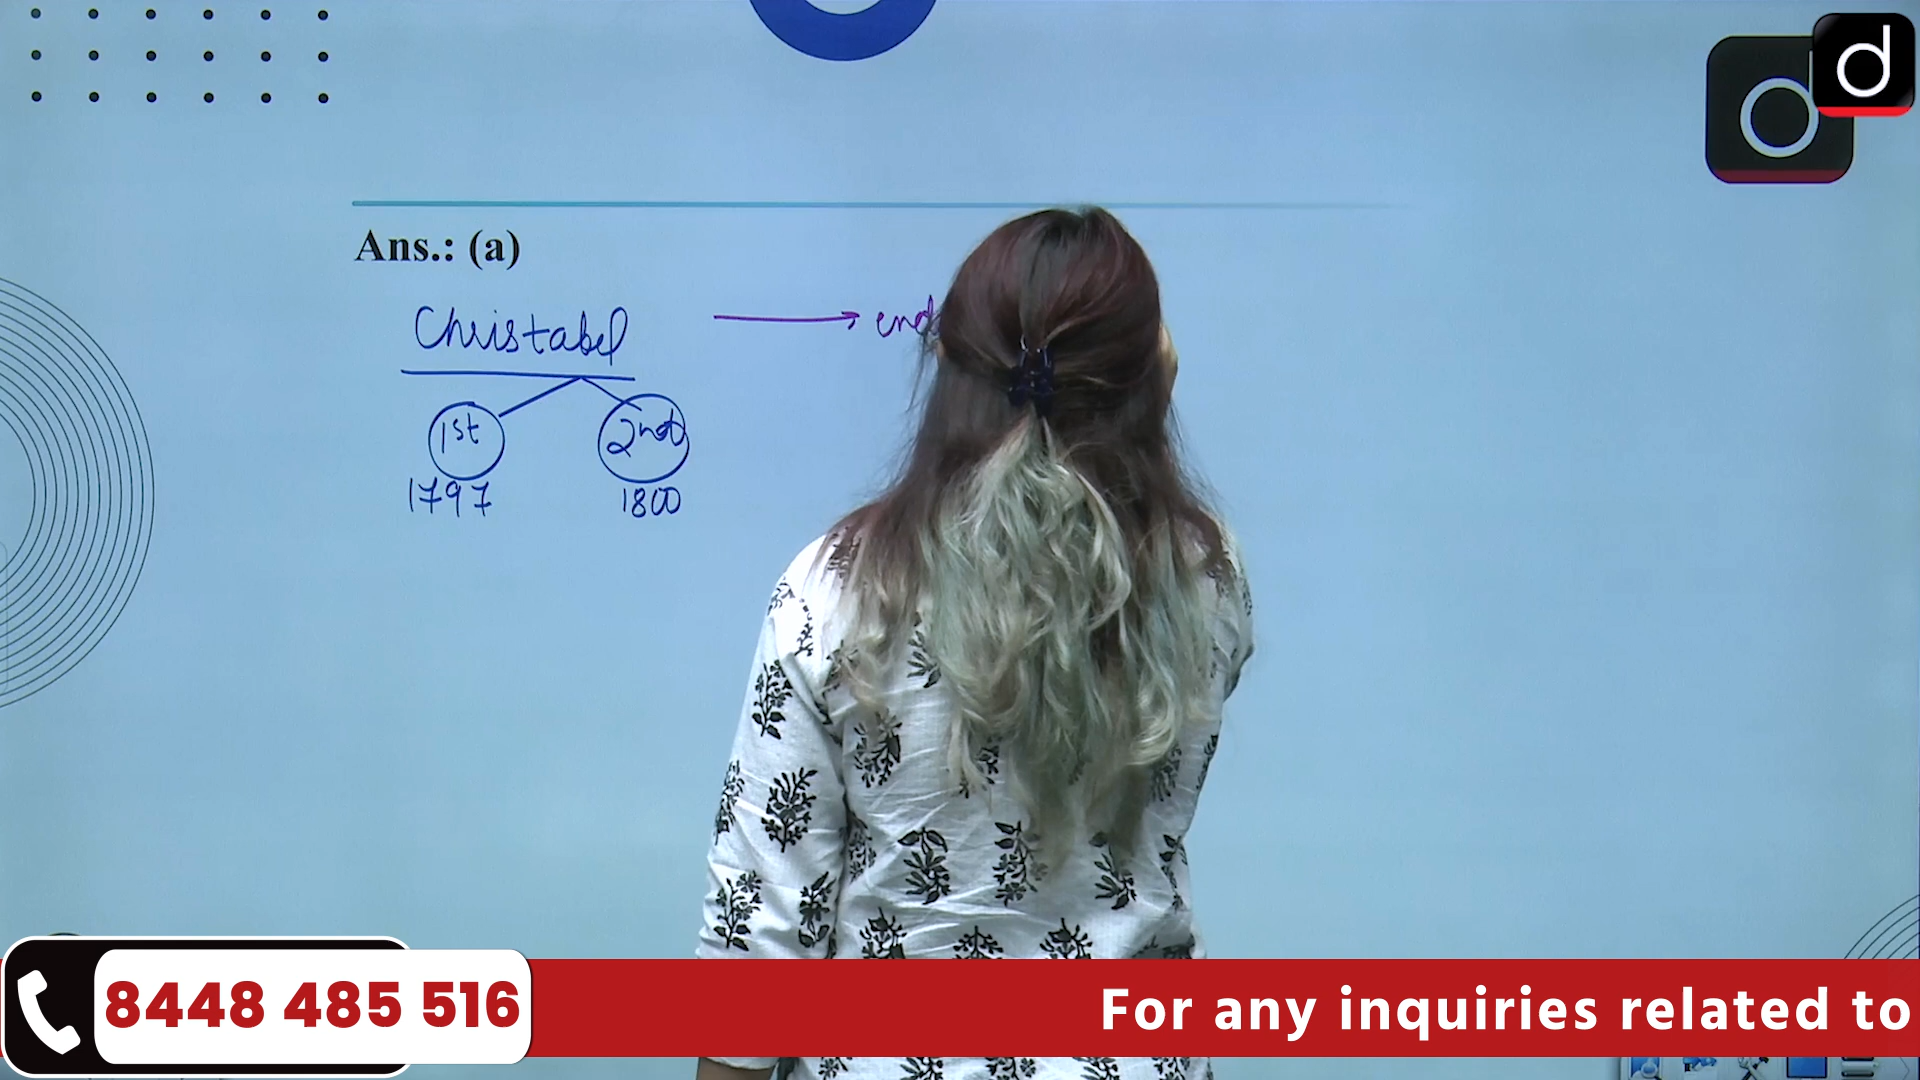 d
Ans.: (a)
Christabel
1st 2nd
1797 1800
8448 485 516
For any inquiries related to